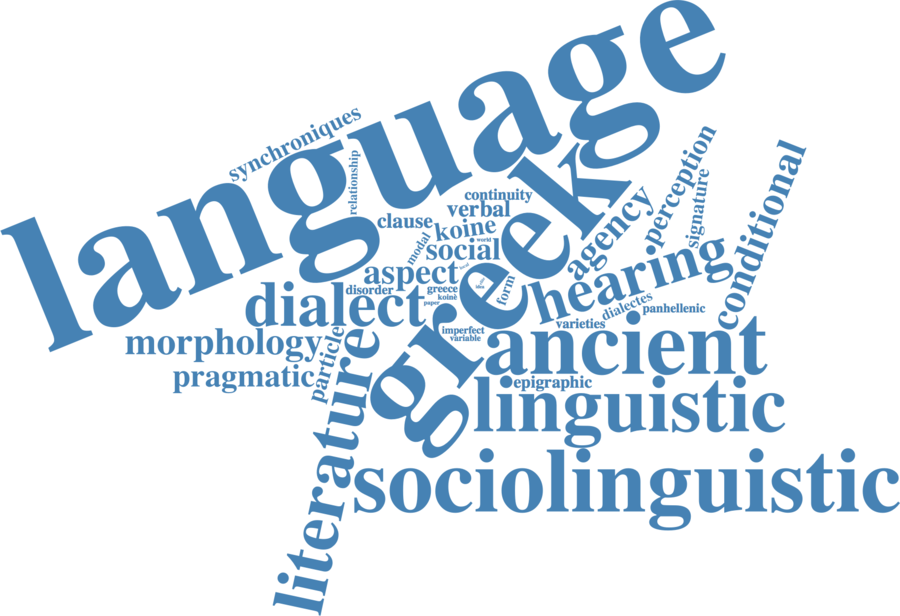 language
synchroniques
relationship
continuity
verbal
clause
koine
modal
world
social
aspect
greek
agency
perception
signature
conditional
hearing
form
idea
greece
koinè
paper
disorder
dialect
dialectes
panhellenic
varieties
imperfect
variable
ancient
morphology
particle
pragmatic
epigraphic
linguistic
literature
sociolinguistic